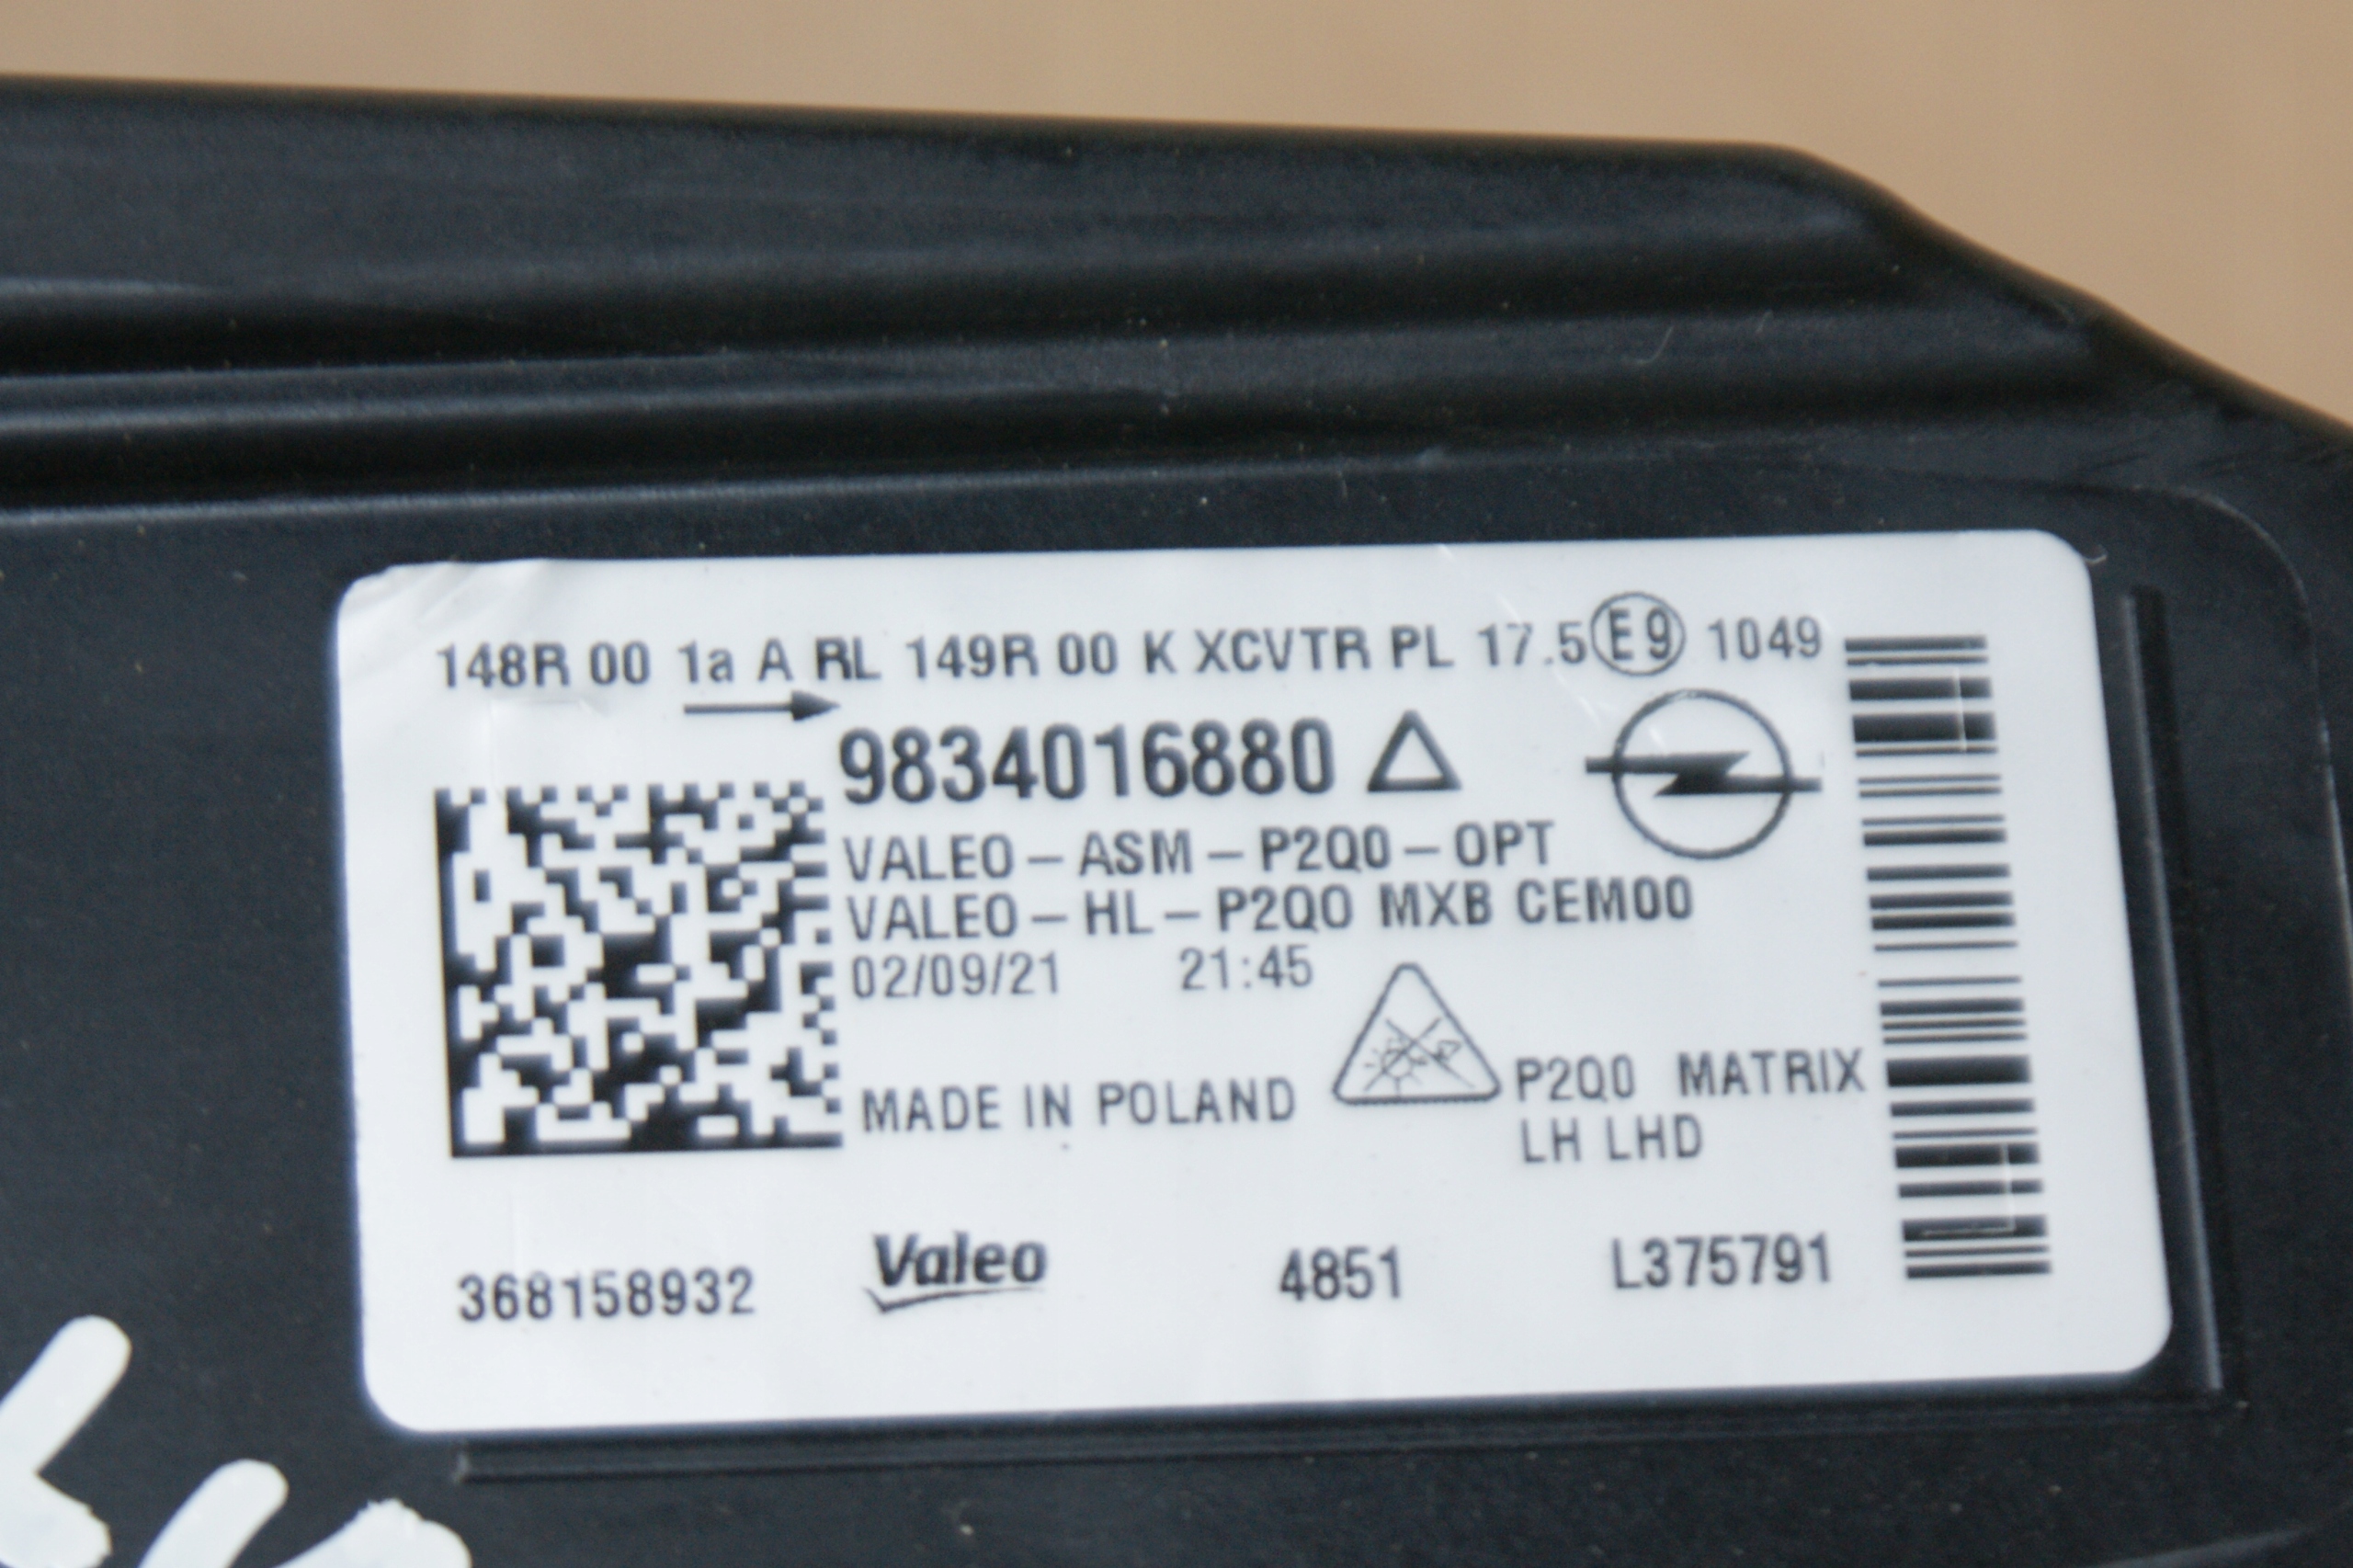 148R 00 1a A RL 149R 00 K XCVTR PL 17.5 E9 1049
9834016880
VALEO - ASM - P2Q0 - OPT
VALEO - HL - P2Q0 MXB CEM00
02/09/21 21:45
MADE IN POLAND
P2Q0 MATRIX
LH LHD
368158932 Valeo 4851 L375791